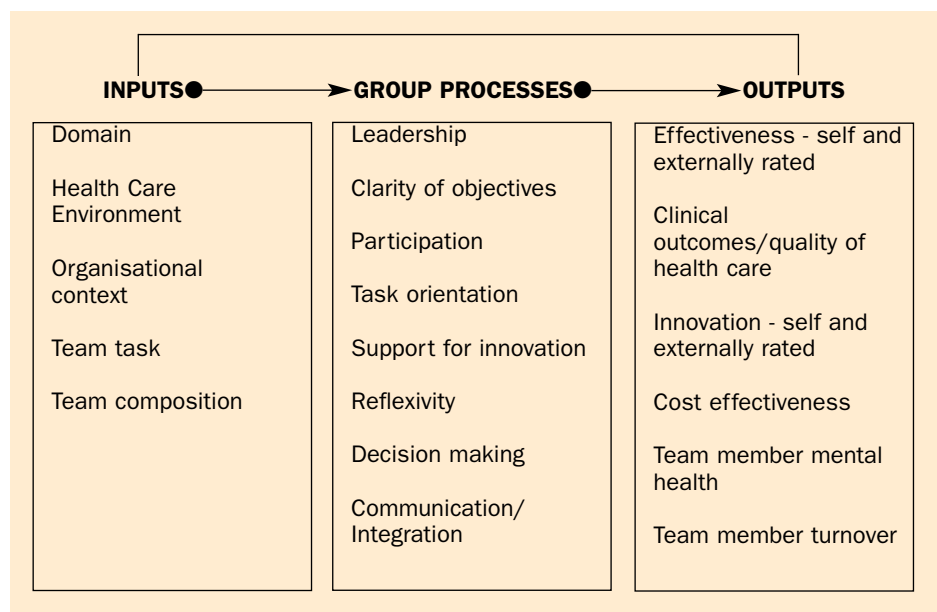 INPUTS
GROUP PROCESSES
OUTPUTS
Domain
Health Care
Environment
Organisational
context
Team task
Team composition
Leadership
Clarity of objectives
Participation
Task orientation
Support for innovation
Reflexivity
Decision making
Communication/
Integration
Effectiveness - self and
externally rated
Clinical
outcomes/quality of
health care
Innovation - self and
externally rated
Cost effectiveness
Team member mental
health
Team member turnover